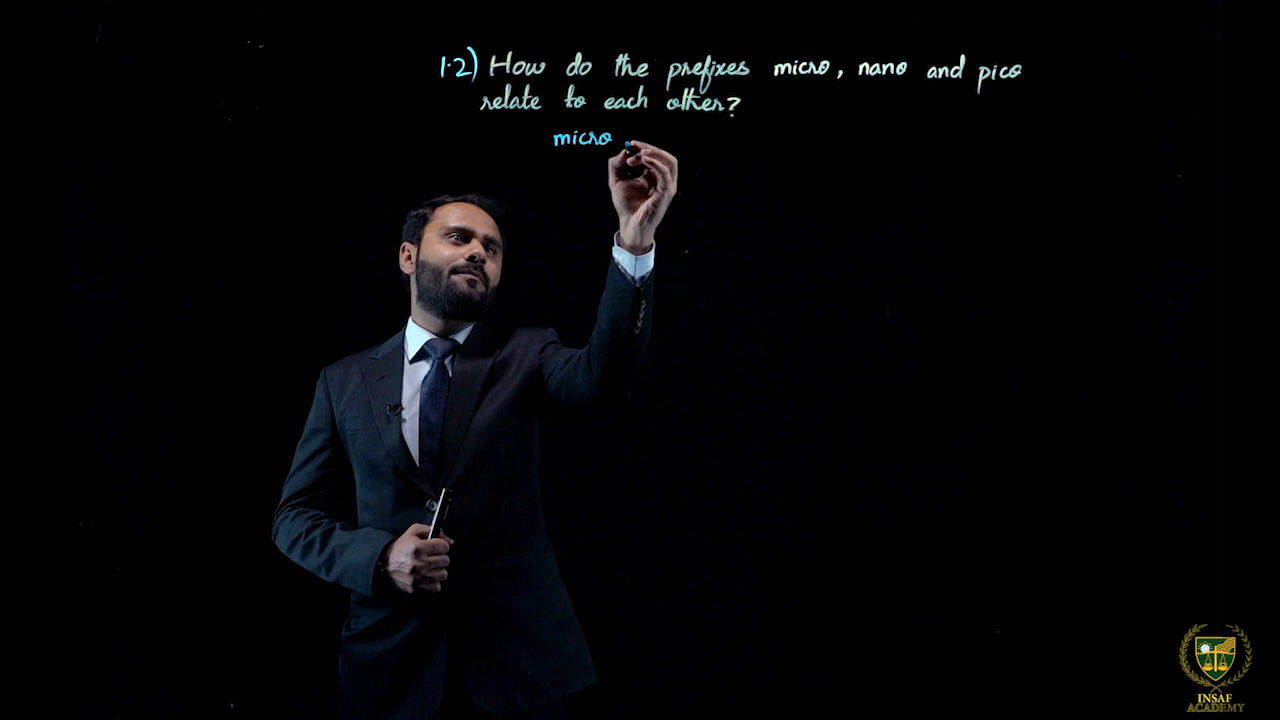 1.2) How do the prefixes micro, nano and pico
relate to each other?
micro
INSAF
ACADEMY